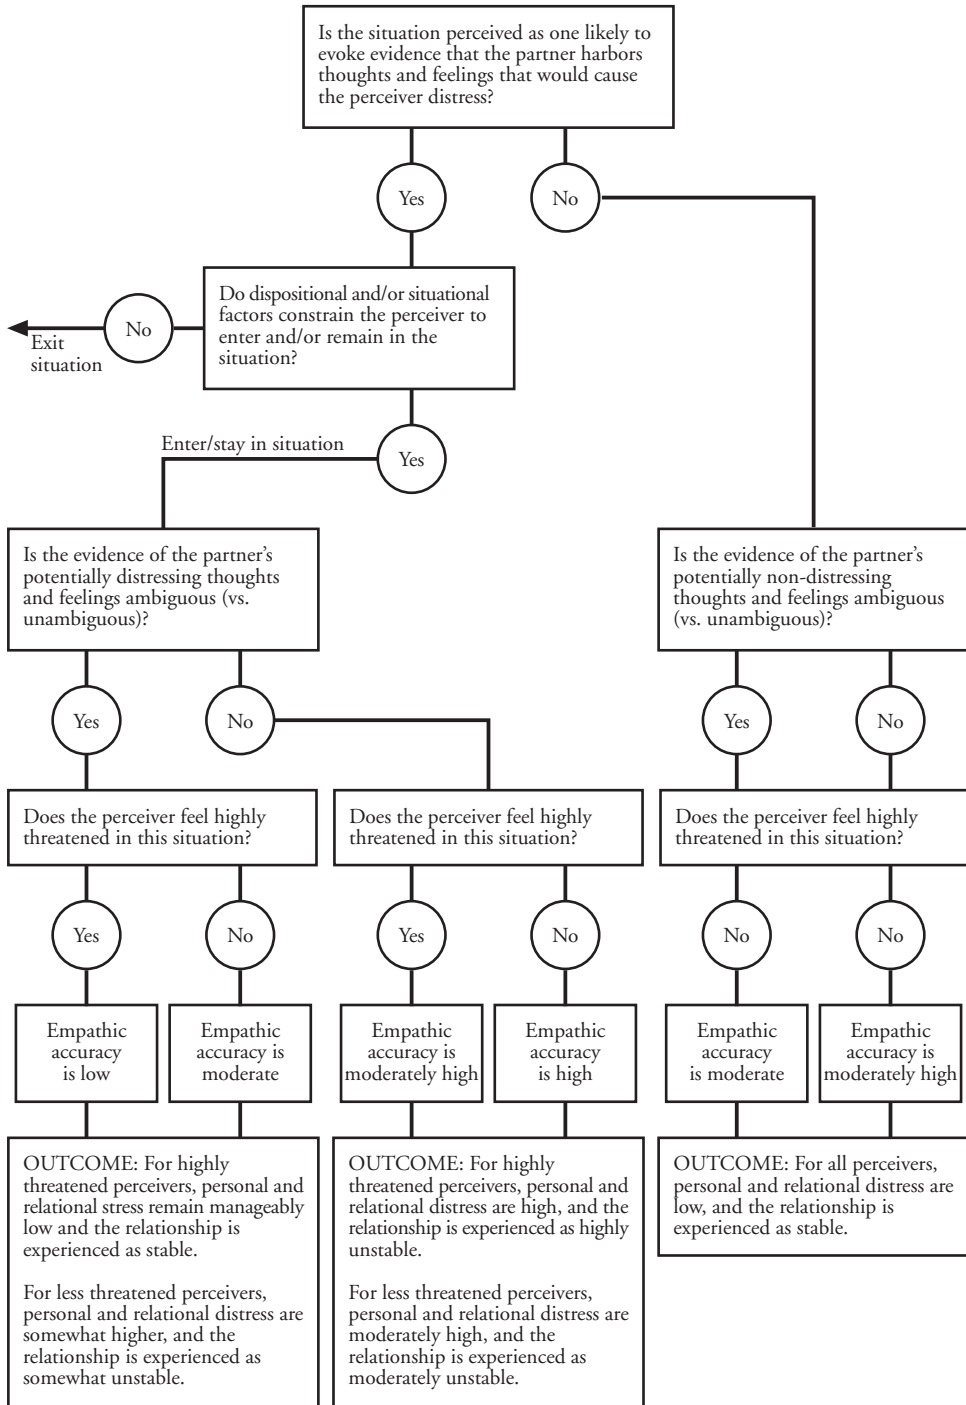 Is the situation perceived as one likely to
evoke evidence that the partner harbors
thoughts and feelings that would cause
the perceiver distress?
Yes
No
Do dispositional and/or situational
factors constrain the perceiver to
enter and/or remain in the
situation?
No
Exit
situation
Enter/stay in situation
Yes
Is the evidence of the partner’s
potentially distressing thoughts
and feelings ambiguous (vs.
unambiguous)?
Is the evidence of the partner’s
potentially non-distressing
thoughts and feelings ambiguous
(vs. unambiguous)?
Yes
No
Yes
No
Does the perceiver feel highly
threatened in this situation?
Does the perceiver feel highly
threatened in this situation?
Does the perceiver feel highly
threatened in this situation?
Yes
No
Yes
No
No
No
Empathic
accuracy
is low
Empathic
accuracy is
moderate
Empathic
accuracy is
moderately high
Empathic
accuracy
is high
Empathic
accuracy
is moderate
Empathic
accuracy is
moderately high
OUTCOME: For highly
threatened perceivers, personal and
relational stress remain manageably
low and the relationship is
experienced as stable.
For less threatened perceivers,
personal and relational distress are
somewhat higher, and the
relationship is experienced as
somewhat unstable.
OUTCOME: For highly
threatened perceivers, personal and
relational distress are high, and the
relationship is experienced as highly
unstable.
For less threatened perceivers,
personal and relational distress are
moderately high, and the
relationship is experienced as
moderately unstable.
OUTCOME: For all perceivers,
personal and relational distress are
low, and the relationship is
experienced as stable.